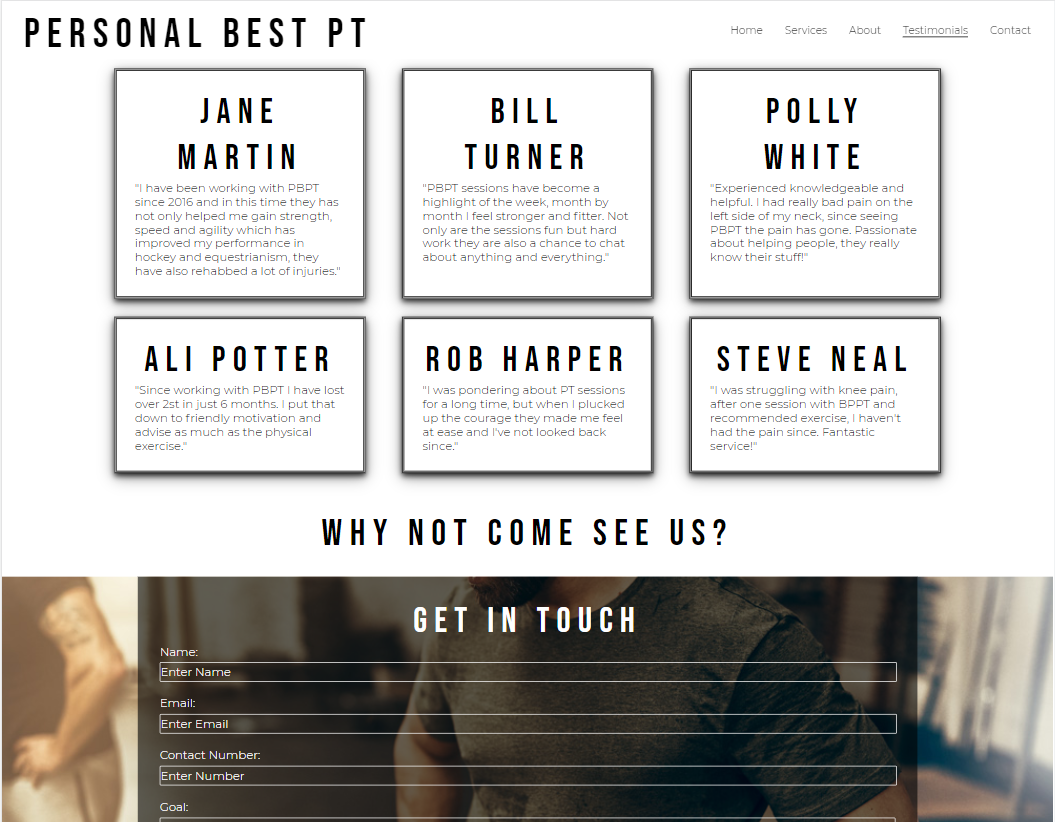 PERSONAL BEST PT
Home Services About Testimonials Contact
JANE
MARTIN
"I have been working with PBPT
since 2016 and in this time they has
not only helped me gain strength,
speed and agility which has
improved my performance in
hockey and equestrianism, they
have also rehabbed a lot of injuries."
BILL
TURNER
"PBPT sessions have become a
highlight of the week, month by
month I feel stronger and fitter. Not
only are the sessions fun but hard
work they are also a chance to chat
about anything and everything."
POLLY
WHITE
"Experienced knowledgeable and
helpful. I had really bad pain on the
left side of my neck, since seeing
PBPT the pain has gone. Passionate
about helping people, they really
know their stuff!"
ALI POTTER
"Since working with PBPT I have lost
over 2st in just 6 months. I put that
down to friendly motivation and
advise as much as the physical
exercise."
ROB HARPER
"I was pondering about PT sessions
for a long time, but when I plucked
up the courage they made me feel
at ease and I've not looked back
since."
STEVE NEAL
"I was struggling with knee pain,
after one session with BPPT and
recommended exercise, I haven't
had the pain since. Fantastic
service!"
WHY NOT COME SEE US?
GET IN TOUCH
Name:
Enter Name
Email:
Enter Email
Contact Number:
Enter Number
Goal: